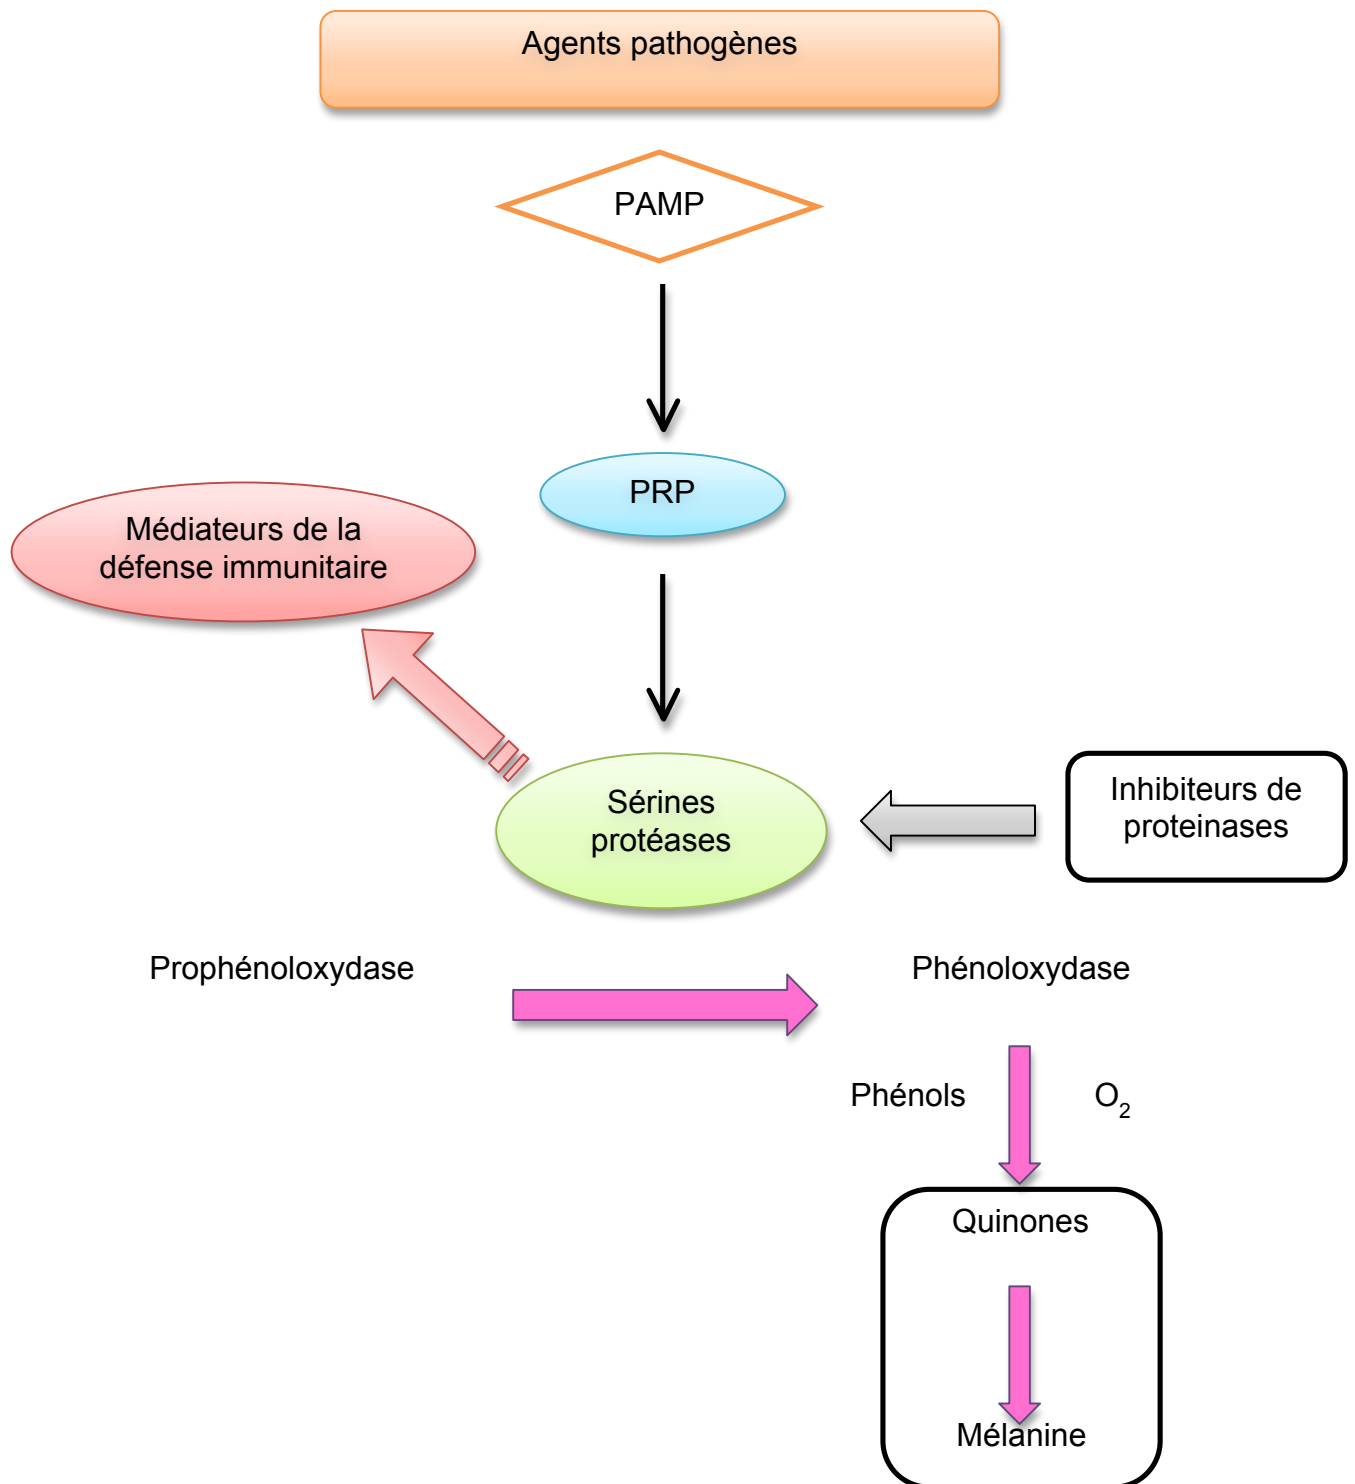 Agents pathogènes
PAMP
PRP
Médiateurs de la
défense immunitaire
Sérines
protéases
Inhibiteurs de
proteinases
Prophénoloxydase
Phénoloxydase
Phénols
O2
Quinones
Mélanine